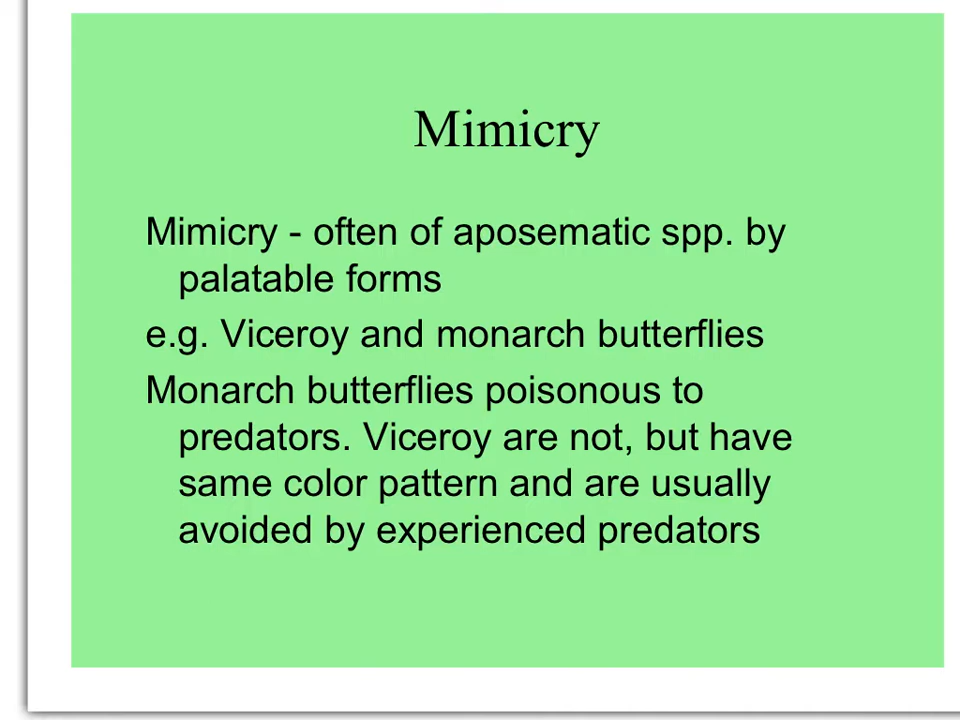 Mimicry
Mimicry - often of aposematic spp. by
palatable forms
e.g. Viceroy and monarch butterflies
Monarch butterflies poisonous to
predators. Viceroy are not, but have
same color pattern and are usually
avoided by experienced predators